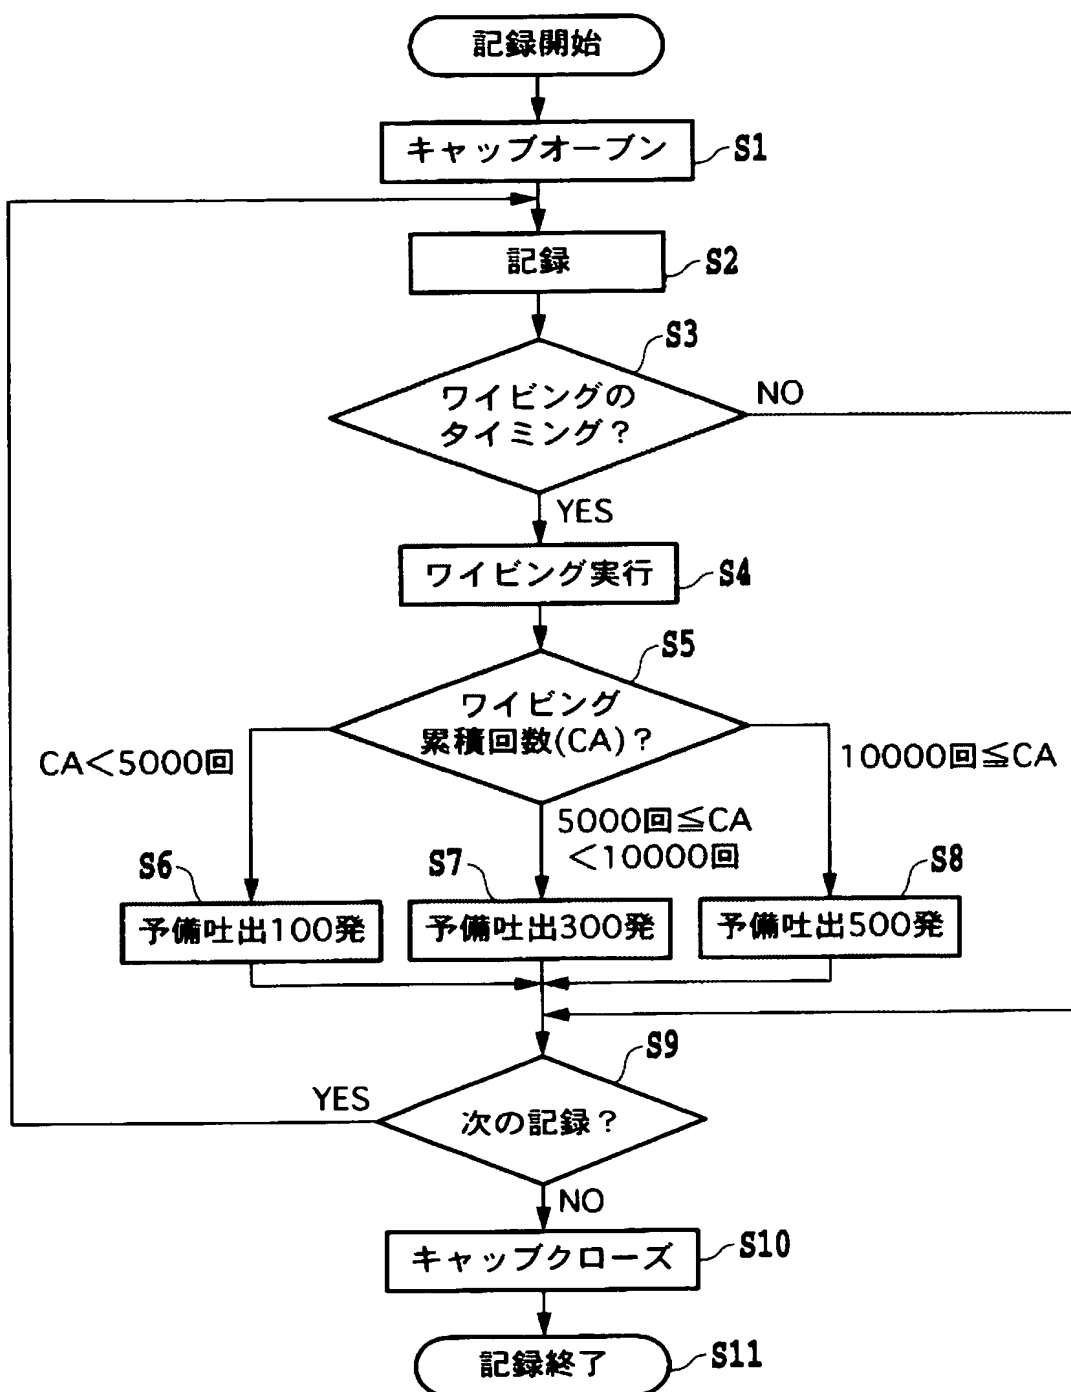 記録開始
キャップオープン
S1
記録
S2
S3
ワイピングの
タイミング?
NO
YES
ワイピング実行
S4
S5
ワイピング
累積回数(CA)?
CA<5000回
10000回≦CA
5000回≦CA
<10000回
S6
S7
S8
予備吐出100発
予備吐出300発
予備吐出500発
S9
YES
次の記録?
NO
キャップクローズ
S10
記録終了
S11